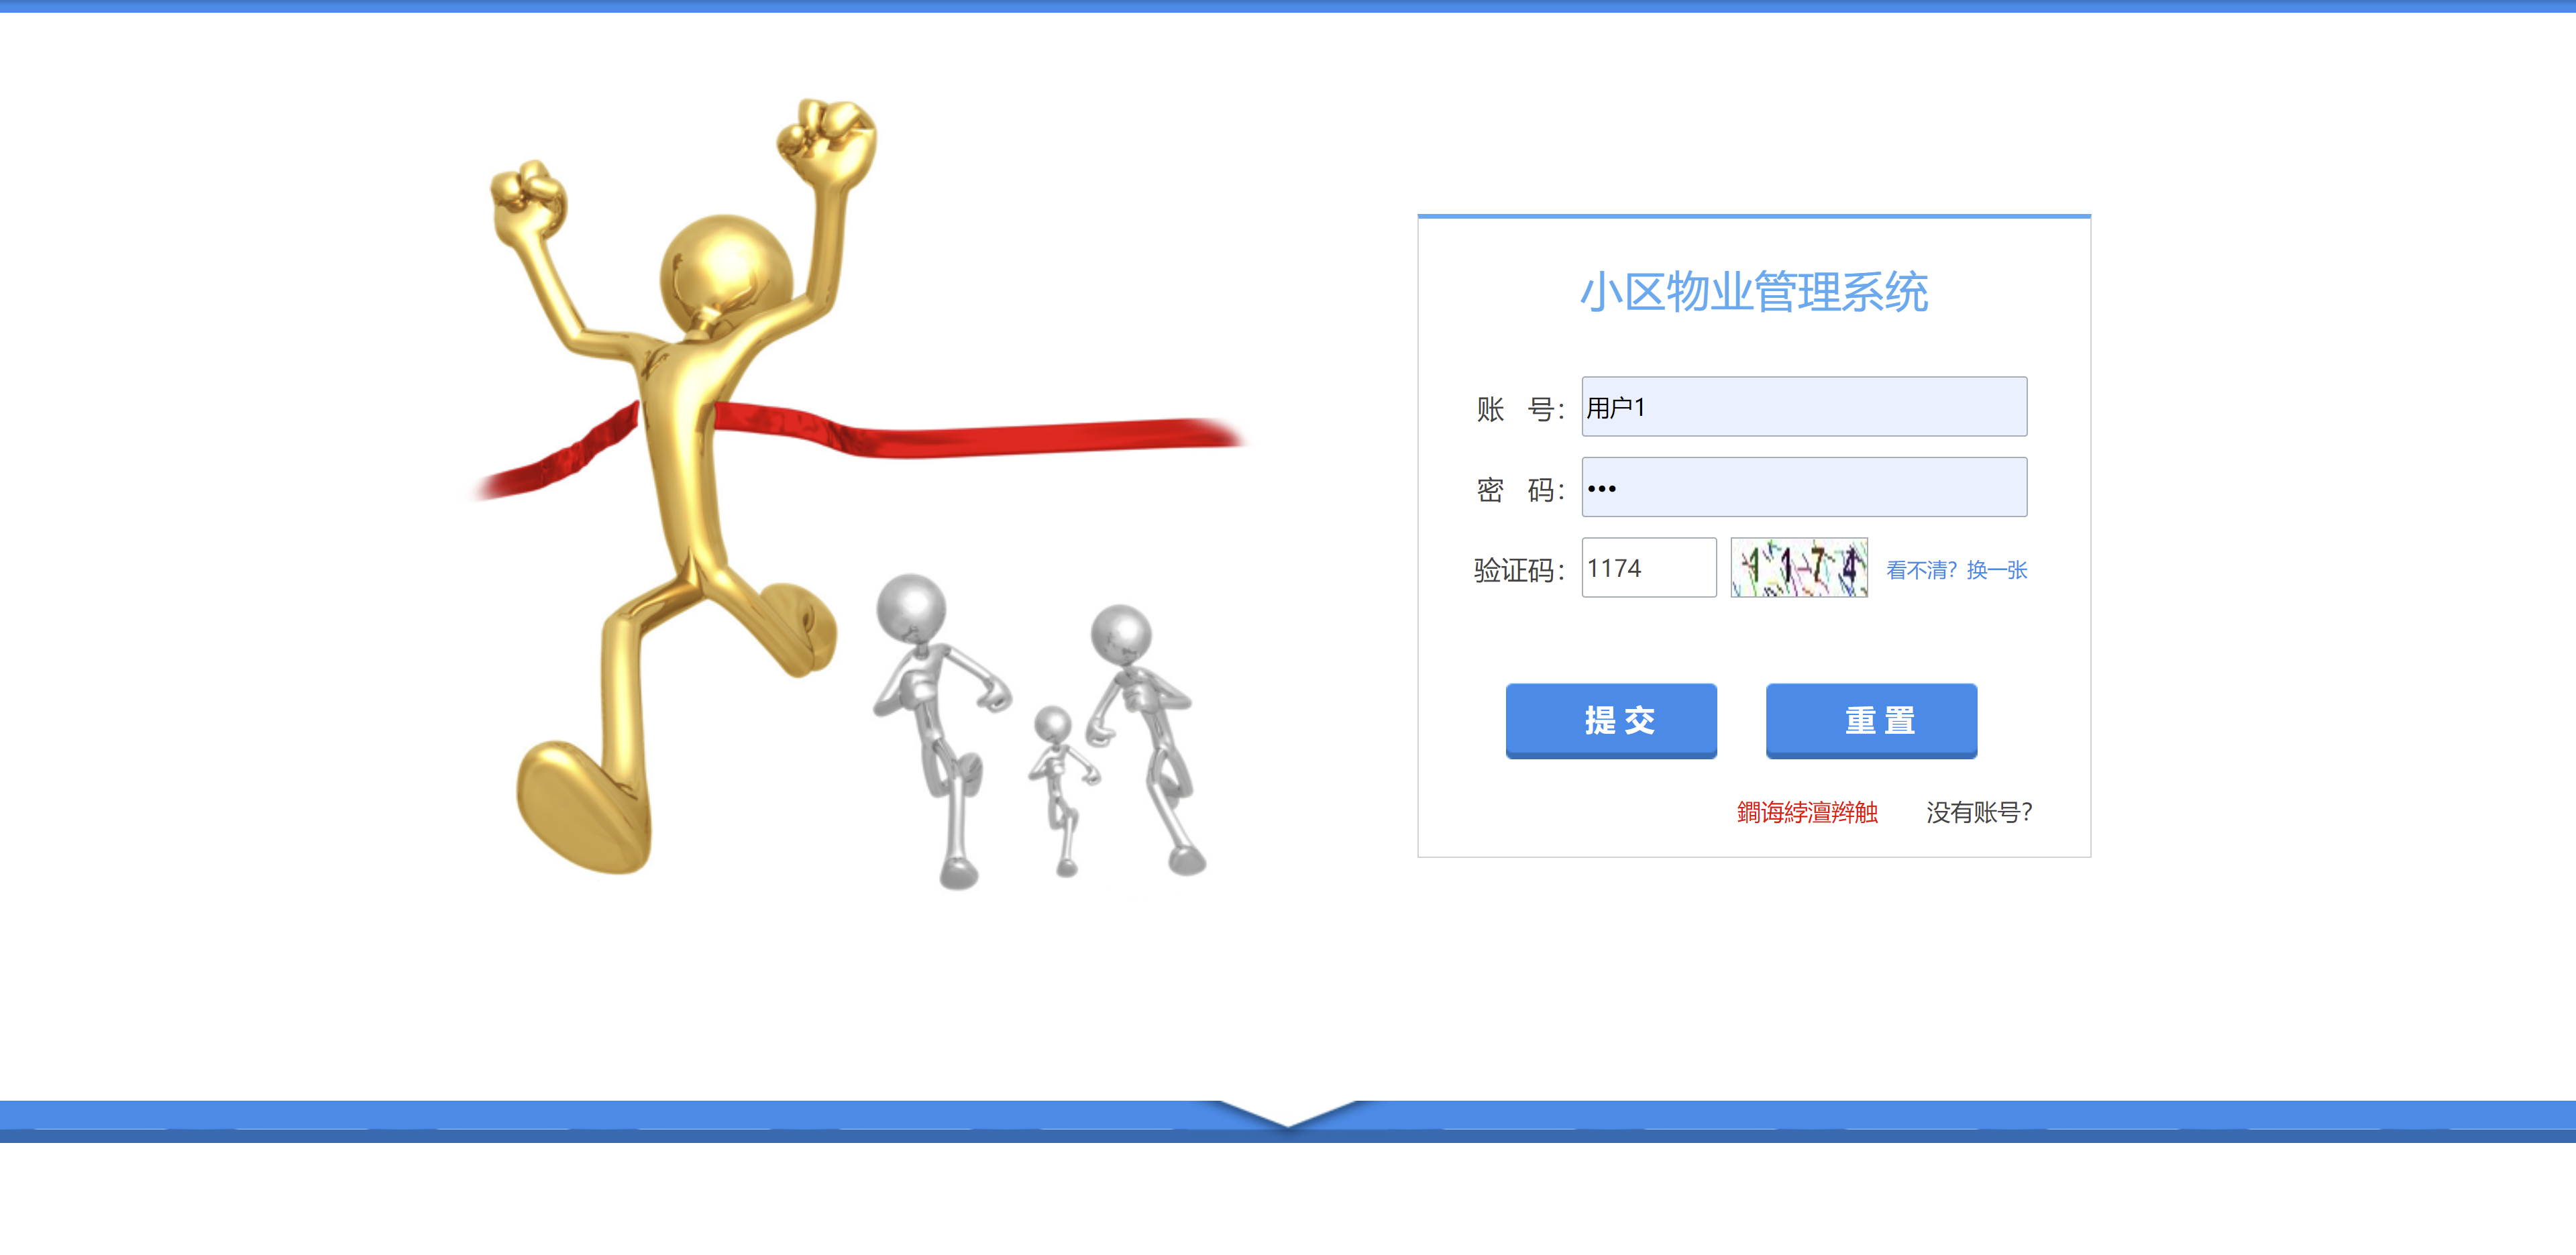 小区物业管理系统
账 号：用户1
密 码：•••
验证码：1174 1174 看不清？换一张
提 交 重 置
鐧诲綍澶辫触 没有账号？